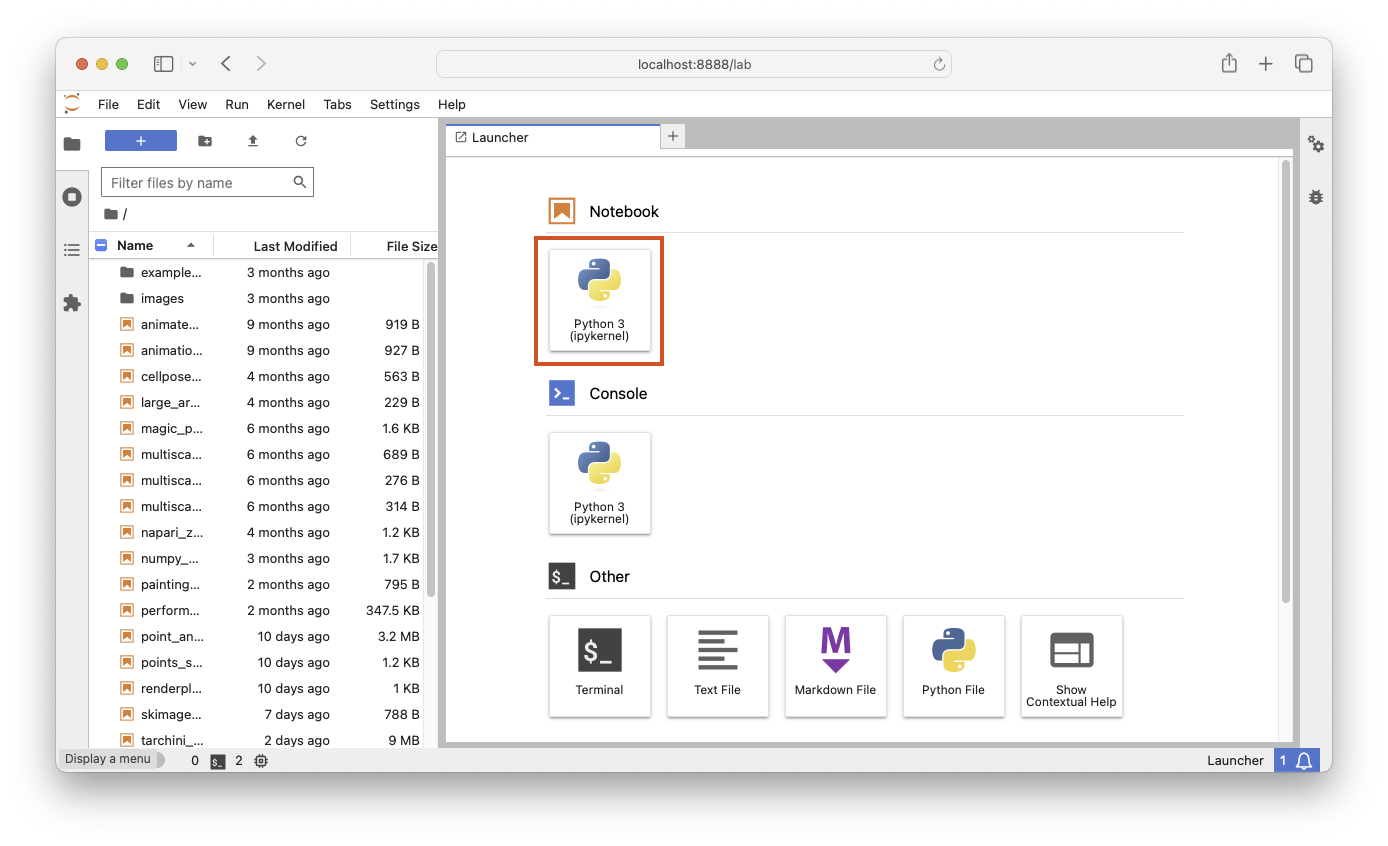 localhost:8888/lab
File Edit View Run Kernel Tabs Settings Help
+
Launcher
+
Filter files by name
/
Name Last Modified File Size
example... 3 months ago
images 3 months ago
animate... 9 months ago 919 B
animatio... 9 months ago 927 B
cellpose... 4 months ago 563 B
large_ar... 4 months ago 229 B
magic_p... 6 months ago 1.6 KB
multisca... 6 months ago 689 B
multisca... 6 months ago 276 B
multisca... 6 months ago 314 B
napari_z... 4 months ago 1.2 KB
numpy_... 3 months ago 1.7 KB
painting... 2 months ago 795 B
perform... 2 months ago 347.5 KB
point_an... 10 days ago 3.2 MB
points_s... 10 days ago 1.2 KB
renderpl... 10 days ago 1 KB
skimage... 7 days ago 788 B
tarchini_... 2 days ago 9 MB
Notebook
Python 3
(ipykernel)
>_ Console
Python 3
(ipykernel)
$_ Other
$_
Terminal
Text File
M
Markdown File
Python File
Show
Contextual Help
Display a menu 0 $_ 2
Launcher 1